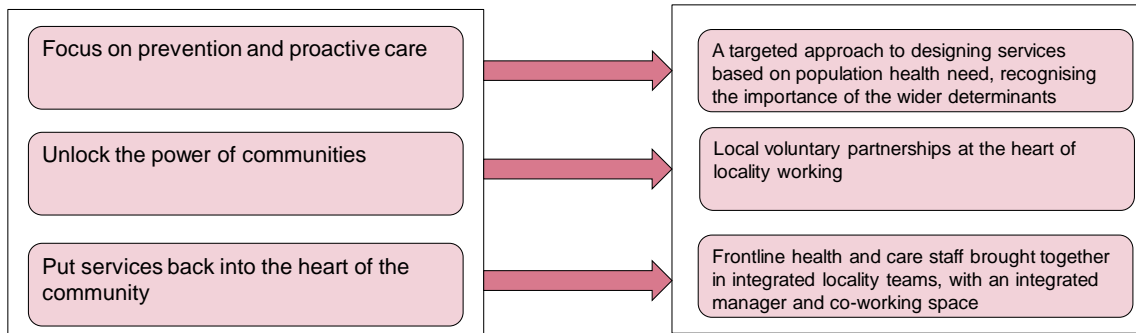 Focus on prevention and proactive care
A targeted approach to designing services
based on population health need, recognising
the importance of the wider determinants
Unlock the power of communities
Local voluntary partnerships at the heart of
locality working
Put services back into the heart of the
community
Frontline health and care staff brought together
in integrated locality teams, with an integrated
manager and co-working space